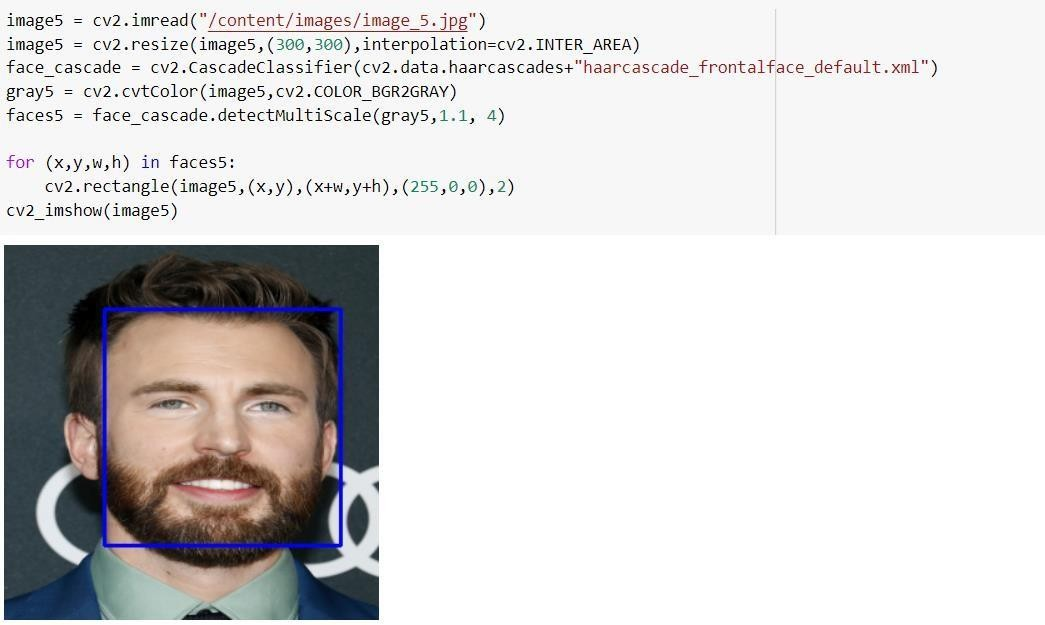 image5 = cv2.imread("/content/images/image_5.jpg")
image5 = cv2.resize(image5,(300,300),interpolation=cv2.INTER_AREA)
face_cascade = cv2.CascadeClassifier(cv2.data.haarcascades+"haarcascade_frontalface_default.xml")
gray5 = cv2.cvtColor(image5,cv2.COLOR_BGR2GRAY)
faces5 = face_cascade.detectMultiScale(gray5,1.1, 4)
for (x,y,w,h) in faces5:
    cv2.rectangle(image5,(x,y),(x+w,y+h),(255,0,0),2)
cv2_imshow(image5)